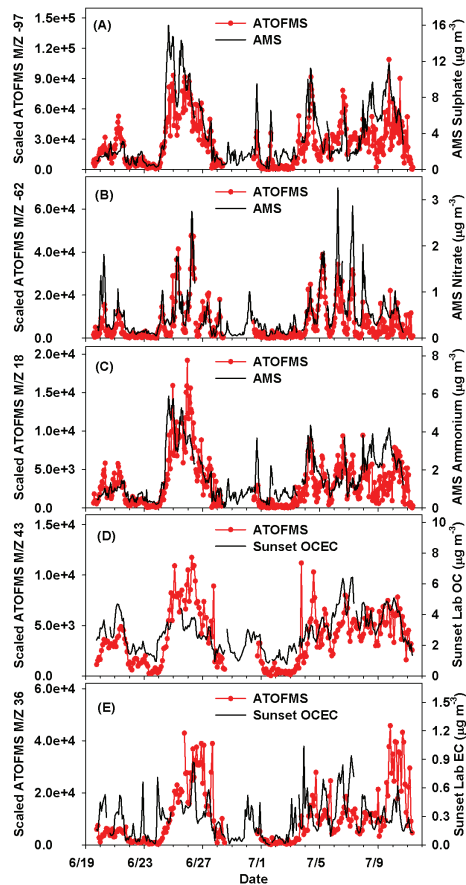 (A)
ATOFMS
AMS
Scaled ATOFMS M/Z -97
1.5e+5
1.2e+5
9.0e+4
6.0e+4
3.0e+4
0.0
16
12
8
4
0
AMS Sulphate (µg m-3)
(B)
ATOFMS
AMS
Scaled ATOFMS M/Z -62
6.0e+4
4.0e+4
2.0e+4
0.0
3
2
1
0
AMS Nitrate (µg m-3)
(C)
ATOFMS
AMS
Scaled ATOFMS M/Z 18
2.0e+4
1.5e+4
1.0e+4
5.0e+3
0.0
8
6
4
2
0
AMS Ammonium (µg m-3)
(D)
ATOFMS
Sunset OCEC
Scaled ATOFMS M/Z 43
1.5e+4
1.0e+4
5.0e+3
0.0
10
8
6
4
2
0
Sunset Lab OC (µg m-3)
(E)
ATOFMS
Sunset OCEC
Scaled ATOFMS M/Z 36
6.0e+4
4.0e+4
2.0e+4
0.0
1.5
1.2
0.9
0.6
0.3
0.0
Sunset Lab EC (µg m-3)
6/19 6/23 6/27 7/1 7/5 7/9
Date